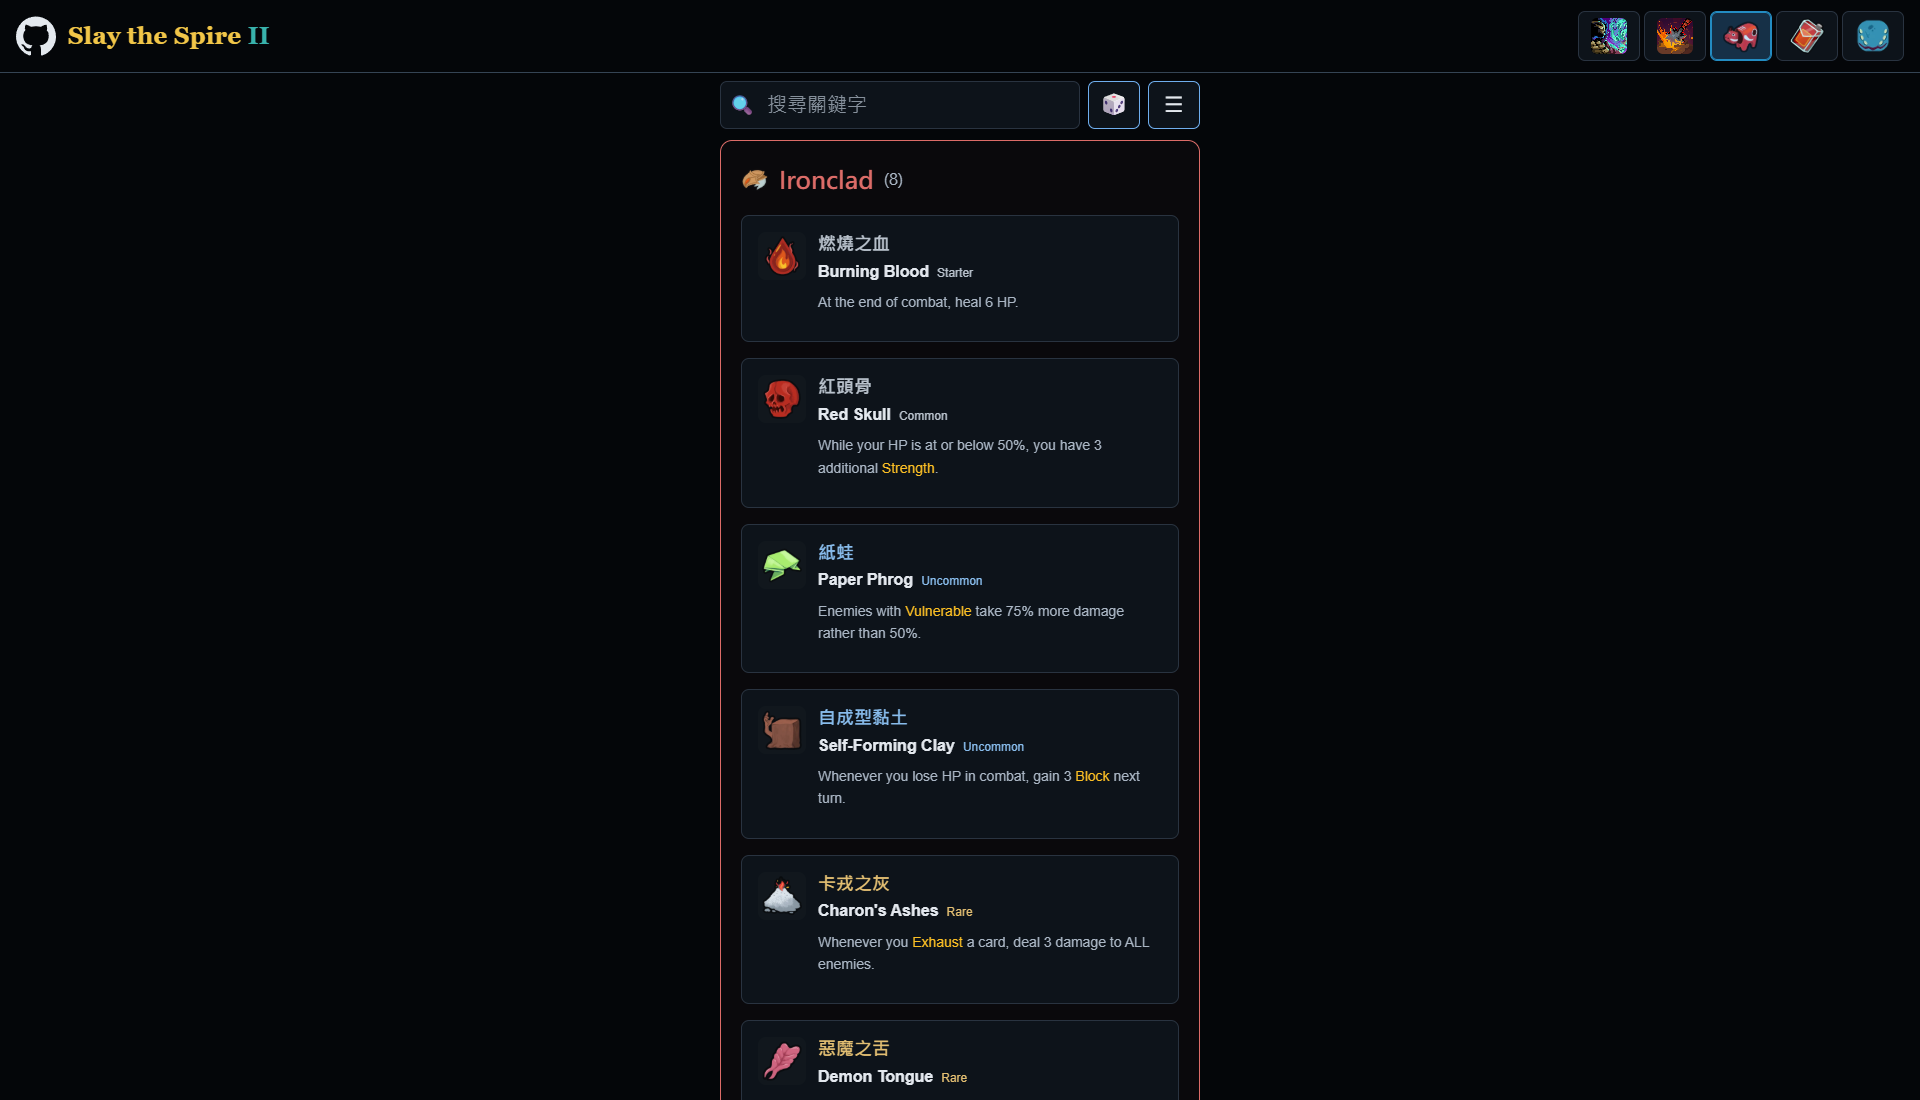 Slay the Spire II
搜尋關鍵字
Ironclad (8)
燃燒之血
Burning Blood Starter
At the end of combat, heal 6 HP.
紅頭骨
Red Skull Common
While your HP is at or below 50%, you have 3
additional Strength.
紙蛙
Paper Phrog Uncommon
Enemies with Vulnerable take 75% more damage
rather than 50%.
自成型黏土
Self-Forming Clay Uncommon
Whenever you lose HP in combat, gain 3 Block next
turn.
卡戎之灰
Charon's Ashes Rare
Whenever you Exhaust a card, deal 3 damage to ALL
enemies.
惡魔之舌
Demon Tongue Rare